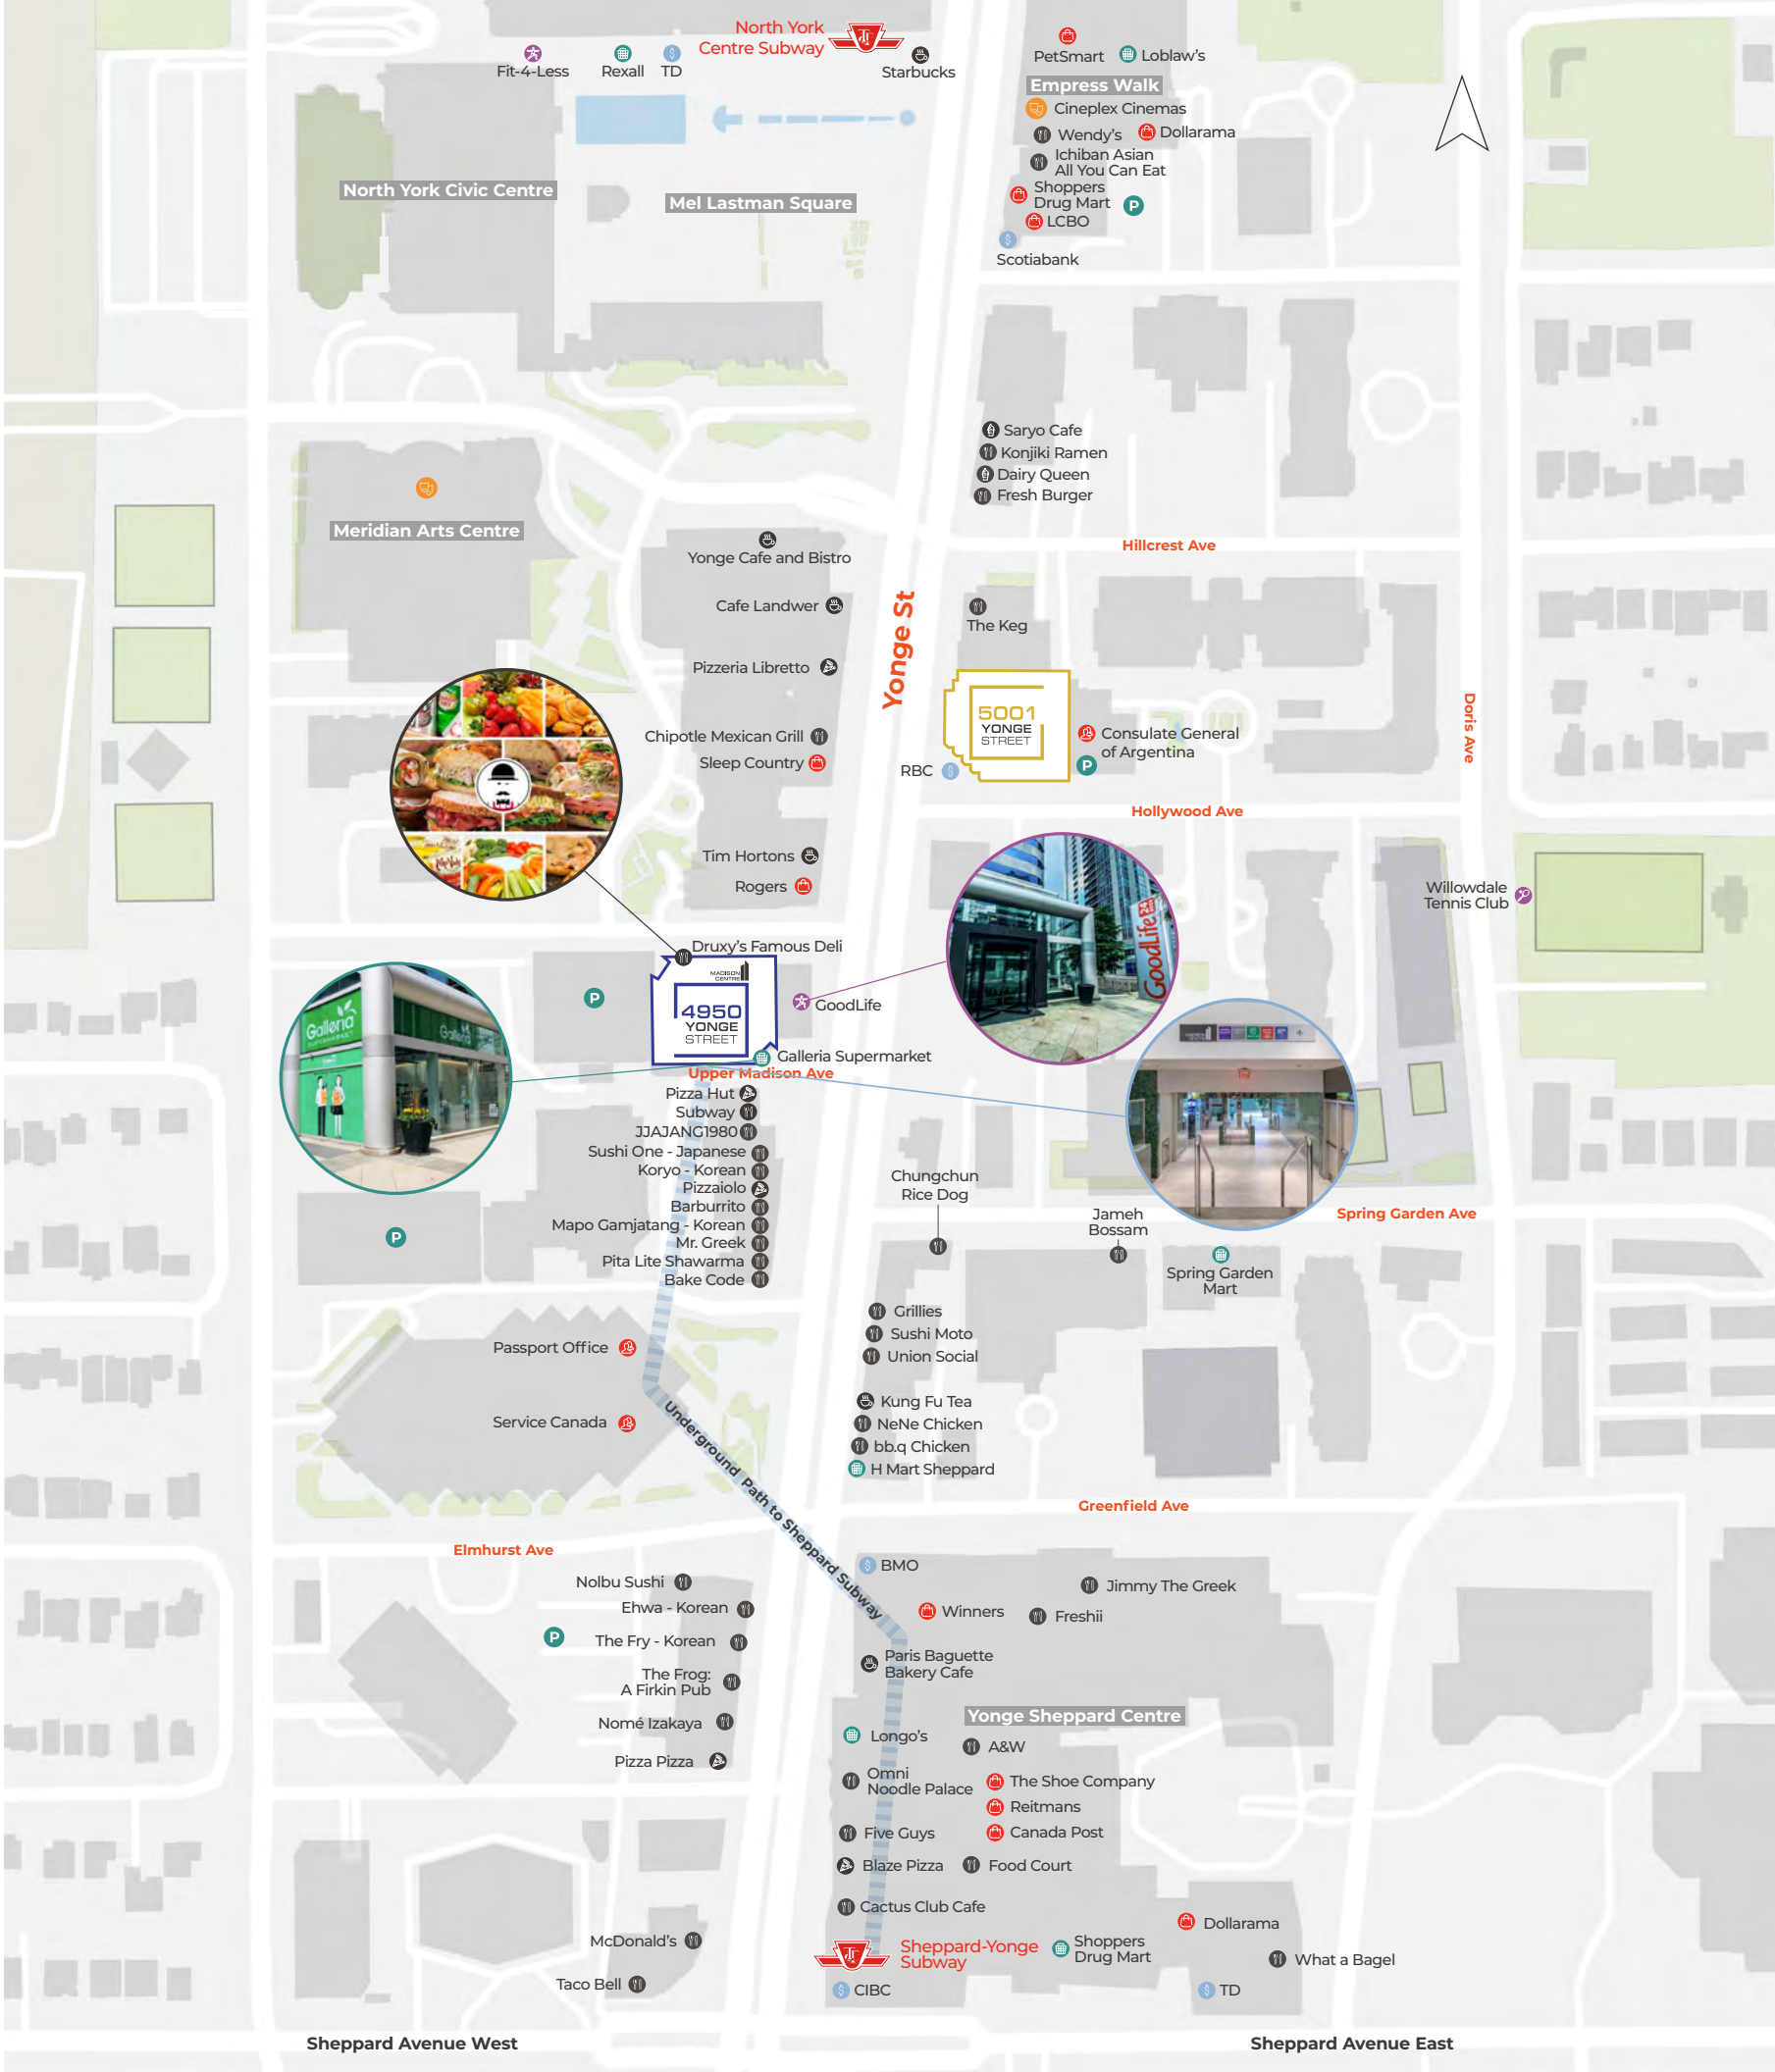 North York
Centre Subway
Fit-4-Less
Rexall
TD
Starbucks
PetSmart
Loblaw's
Empress Walk
Cineplex Cinemas
Wendy's
Dollarama
Ichiban Asian
All You Can Eat
Shoppers
Drug Mart
P
LCBO
Scotiabank
North York Civic Centre
Mel Lastman Square
Saryo Cafe
Konjiki Ramen
Dairy Queen
Fresh Burger
Meridian Arts Centre
Hillcrest Ave
Yonge Cafe and Bistro
Cafe Landwer
Pizzeria Libretto
Yonge St
The Keg
5001
YONGE
STREET
Consulate General
of Argentina
P
RBC
Doris Ave
Chipotle Mexican Grill
Sleep Country
Hollywood Ave
Tim Hortons
Rogers
Willowdale
Tennis Club
GoodLife
Druxy's Famous Deli
MADISON
CENTRE
4950
YONGE
STREET
P
GoodLife
Galleria
SUPERMARKET
Galleria
Galleria Supermarket
Upper Madison Ave
Pizza Hut
Subway
JJAJANG1980
Sushi One - Japanese
Koryo - Korean
Pizzaiolo
Barburrito
Mapo Gamjatang - Korean
Mr. Greek
Pita Lite Shawarma
Bake Code
P
Chungchun
Rice Dog
Jameh
Bossam
Spring Garden Ave
Spring Garden
Mart
Grillies
Sushi Moto
Union Social
Kung Fu Tea
NeNe Chicken
bb.q Chicken
H Mart Sheppard
Passport Office
Service Canada
Underground Path to Sheppard Subway
Greenfield Ave
Elmhurst Ave
Nolbu Sushi
Ehwa - Korean
P
The Fry - Korean
The Frog:
A Firkin Pub
Nomé Izakaya
Pizza Pizza
BMO
Jimmy The Greek
Winners
Freshii
Paris Baguette
Bakery Cafe
Yonge Sheppard Centre
Longo's
A&W
Omni
Noodle Palace
The Shoe Company
Reitmans
Five Guys
Canada Post
Blaze Pizza
Food Court
Cactus Club Cafe
Dollarama
McDonald's
Sheppard-Yonge
Subway
Shoppers
Drug Mart
What a Bagel
Taco Bell
CIBC
TD
Sheppard Avenue West
Sheppard Avenue East